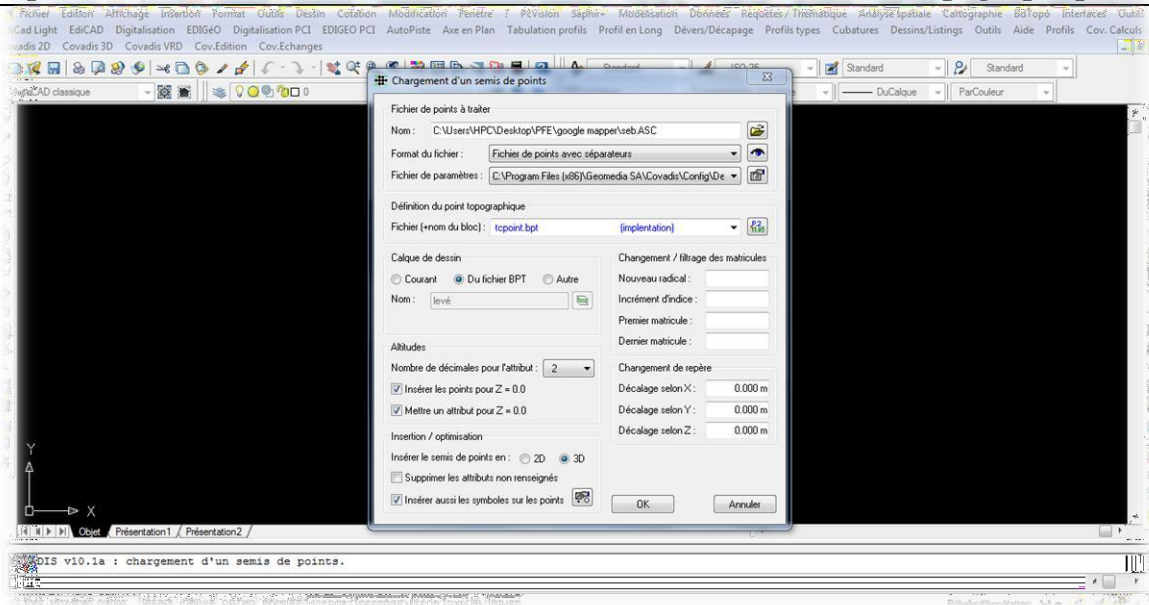 Fichier Edition Affichage Insertion Format Outils Dessin Cotation Modification Fenêtre ? PcVision Saphir+ Modélisation Données Requêtes / Thématique Analyse spatiale Cartographie BdTopo Interfaces Outils
Cad Light EdiCAD Digitalisation EDIGéO Digitalisation PCI EDIGEO PCI AutoPiste Axe en Plan Tabulation profils Profil en Long Dévers/Décapage Profils types Cubatures Dessins/Listings Outils Aide Profils Cov. Calculs
vadis 2D Covadis 3D Covadis VRD Cov.Edition Cov.Echanges
Standard ISO-25 Standard Standard
AutoCAD classique 0 DuCalque ParCouleur
Chargement d'un semis de points
Fichier de points à traiter
Nom : C:\Users\HPC\Desktop\PFE\google mapper\seb.ASC
Format du fichier : Fichier de points avec séparateurs
Fichier de paramètres : C:\Program Files (x86)\Geomedia SA\Covadis\Config\De
Définition du point topographique
Fichier (+nom du bloc) : tcpoint.bpt (implentation)
Calque de dessin
Courant Du fichier BPT Autre
Nom : levé
Changement / filtrage des matricules
Nouveau radical :
Incrément d'indice :
Premier matricule :
Dernier matricule :
Altitudes
Nombre de décimales pour l'attribut : 2
Insérer les points pour Z = 0.0
Mettre un attribut pour Z = 0.0
Changement de repère
Décalage selon X : 0.000 m
Décalage selon Y : 0.000 m
Décalage selon Z : 0.000 m
Insertion / optimisation
Insérer le semis de points en : 2D 3D
Supprimer les attributs non renseignés
Insérer aussi les symboles sur les points
OK Annuler
Y
X
Objet Présentation1 Présentation2
DIS v10.1a : chargement d'un semis de points.